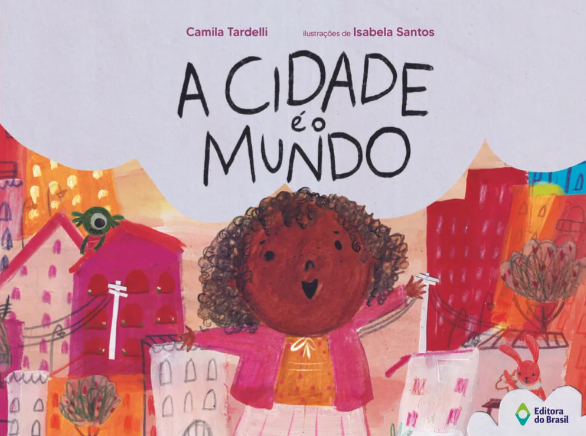 Camila Tardelli ilustrações de Isabela Santos
A CIDADE
é o
MUNDO
Editora
do Brasil